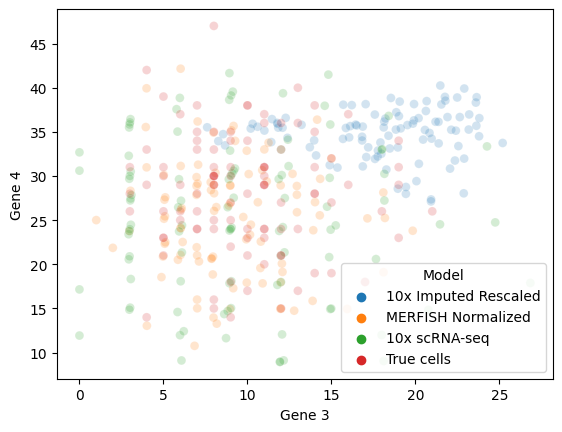 45
40
35
30
25
20
15
10
Gene 4
0 5 10 15 20 25
Gene 3
Model
10x Imputed Rescaled
MERFISH Normalized
10x scRNA-seq
True cells